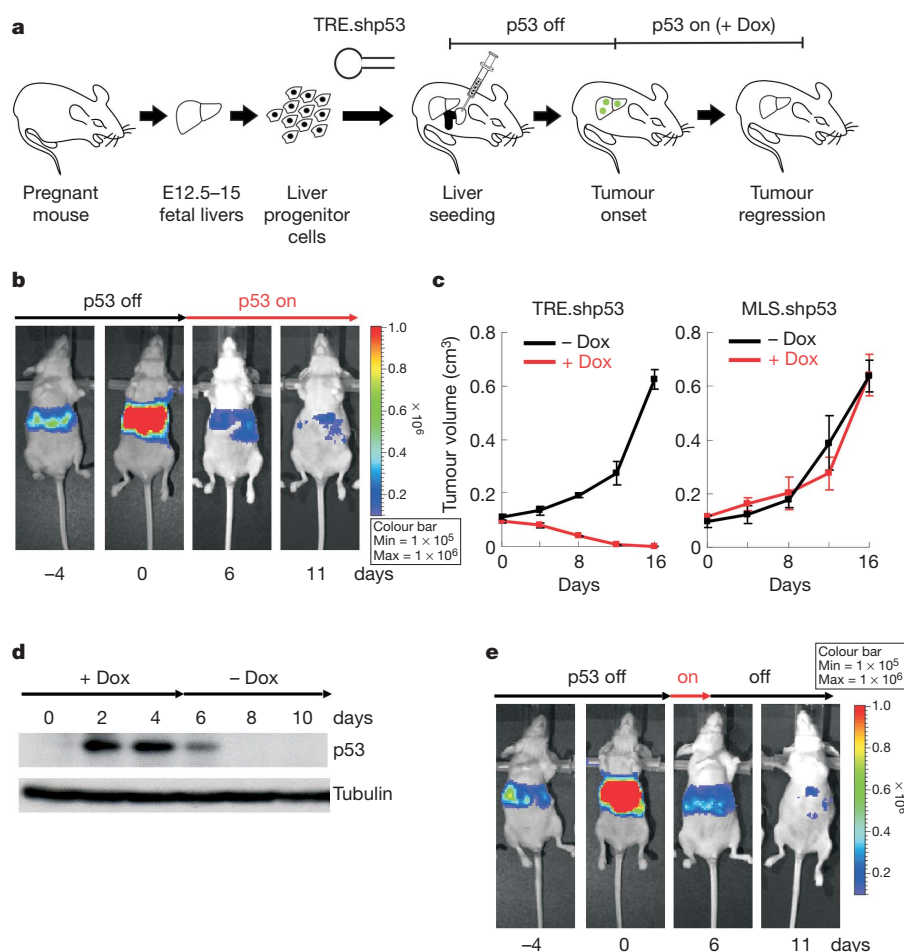 a
TRE.shp53
p53 off
p53 on (+ Dox)
Pregnant
mouse
E12.5–15
fetal livers
Liver
progenitor
cells
Liver
seeding
Tumour
onset
Tumour
regression
b
p53 off
p53 on
1.0
0.8
0.6
0.4
0.2
× 10⁶
Colour bar
Min = 1 × 10⁵
Max = 1 × 10⁶
–4
0
6
11
days
c
TRE.shp53
– Dox
+ Dox
Tumour volume (cm³)
0.8
0.6
0.4
0.2
0
0
8
16
Days
MLS.shp53
– Dox
+ Dox
0.8
0.6
0.4
0.2
0
0
8
16
Days
d
+ Dox
– Dox
0 2 4 6 8 10 days
p53
Tubulin
e
Colour bar
Min = 1 × 10⁵
Max = 1 × 10⁶
p53 off
on
off
1.0
0.8
0.6
0.4
0.2
× 10⁶
–4
0
6
11
days